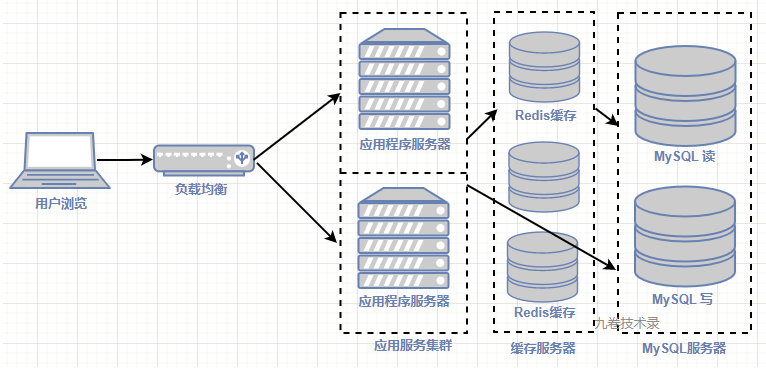 用户浏览
负载均衡
应用程序服务器
应用程序服务器
应用服务集群
Redis缓存
Redis缓存
缓存服务器
MySQL 读
MySQL 写
九卷技术录
MySQL服务器